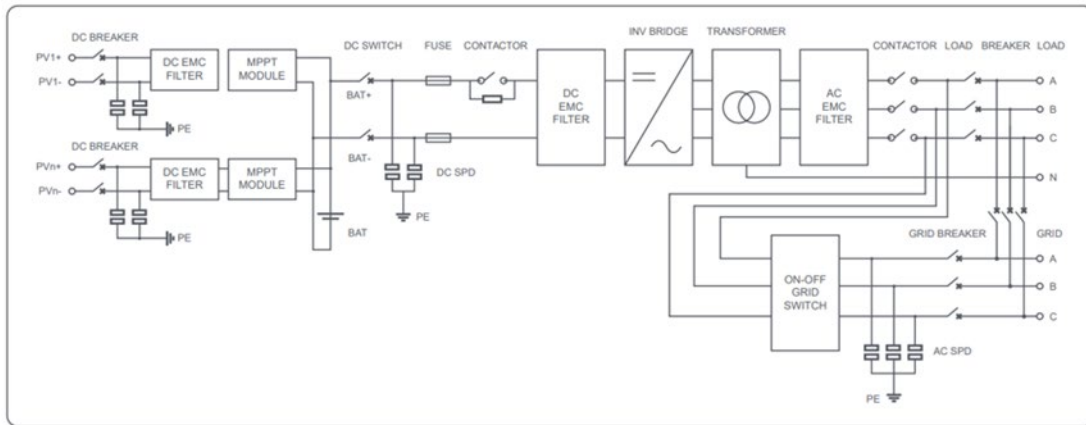 DC BREAKER
PV1+
PV1-
DC EMC
FILTER
MPPT
MODULE
PE
DC BREAKER
PVn+
PVn-
DC EMC
FILTER
MPPT
MODULE
PE
BAT
DC SWITCH
BAT+
BAT-
FUSE
CONTACTOR
DC SPD
PE
DC
EMC
FILTER
INV BRIDGE
TRANSFORMER
AC
EMC
FILTER
CONTACTOR
LOAD BREAKER
LOAD
A
B
C
N
ON-OFF
GRID
SWITCH
GRID BREAKER
GRID
A
B
C
AC SPD
PE